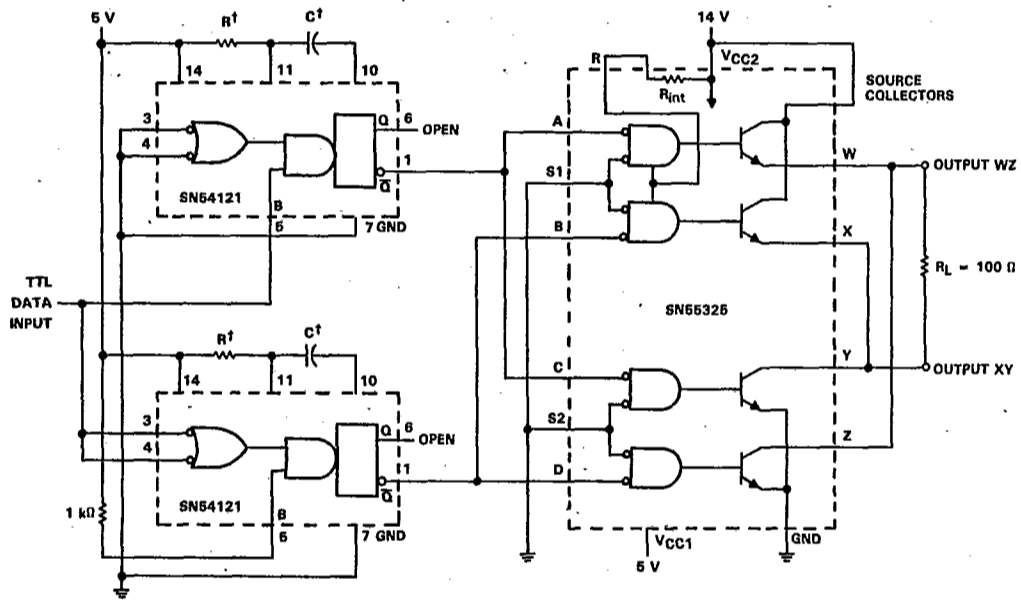 5 V
R†
C†
14
11
10
3
4
Q
6
OPEN
1
Q
SN54121
B
5
7 GND
TTL
DATA
INPUT
R†
C†
14
11
10
3
4
Q
6
OPEN
1
Q
SN54121
B
5
7 GND
1 kΩ
14 V
VCC2
R
Rint
SOURCE
COLLECTORS
A
S1
B
W
OUTPUT WZ
X
RL = 100 Ω
SN55325
C
S2
D
Y
OUTPUT XY
Z
VCC1
5 V
GND